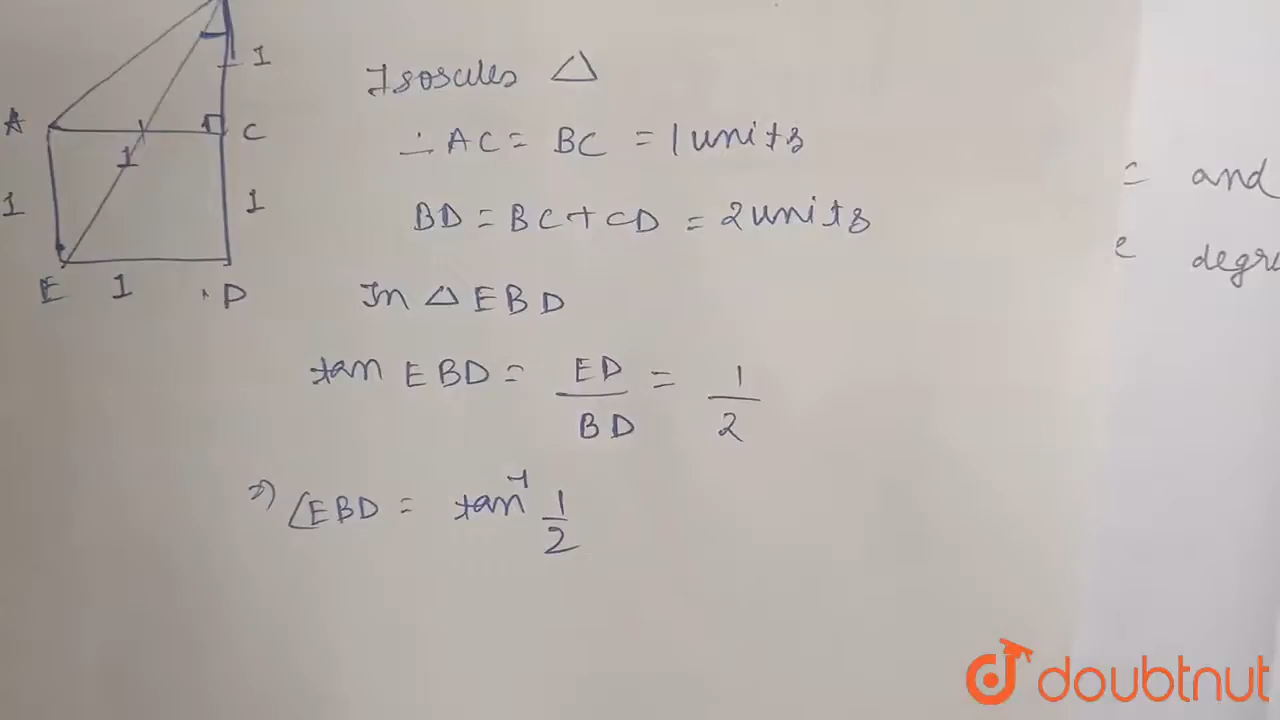 1
Isosceles △
A
C
∴ AC = BC = 1 units
1
= and
1
1
BD = BC + CD = 2 units
e degre
E
1
D
In △ EBD
tan EBD = ED/BD = 1/2
⇒ ∠EBD = tan⁻¹ 1/2
doubtnut